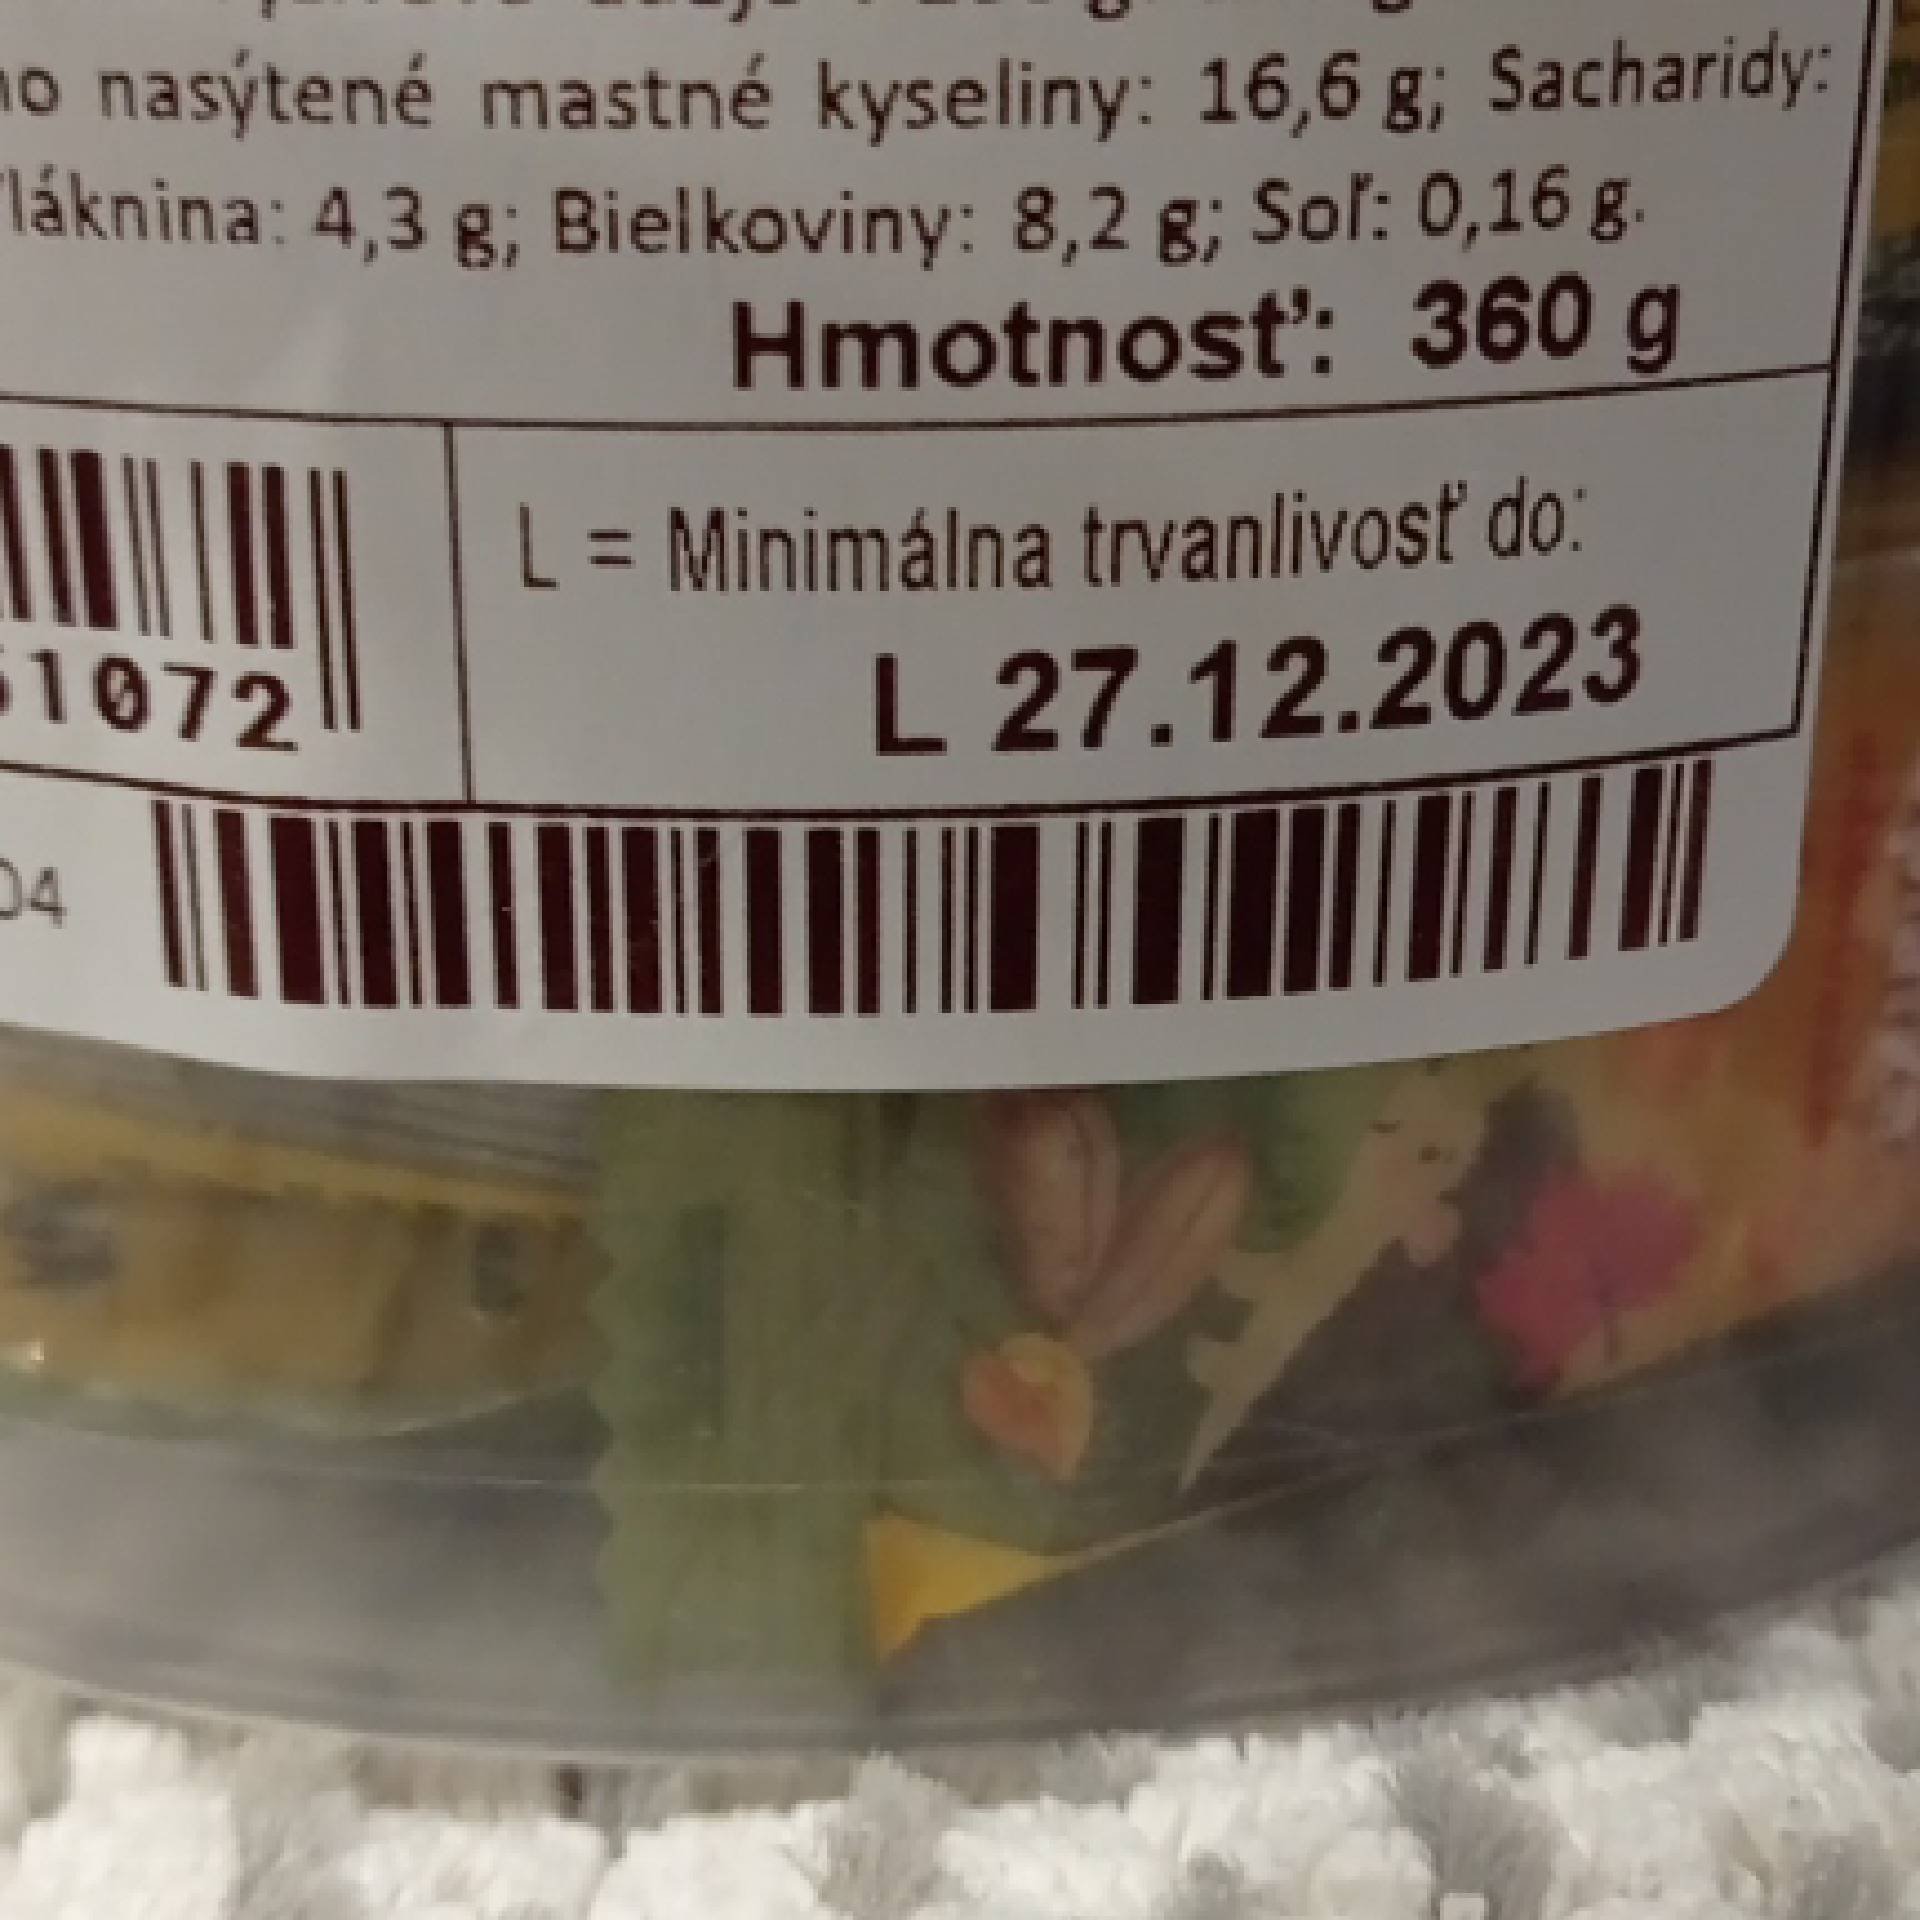 nasýtené mastné kyseliny: 16,6 g; Sacharidy:
4,3 g; Bielkoviny: 8,2 g; Soľ: 0,16 g.
Hmotnosť: 360 g
L = Minimálna trvanlivosť do:
L 27.12.2023
1072
04